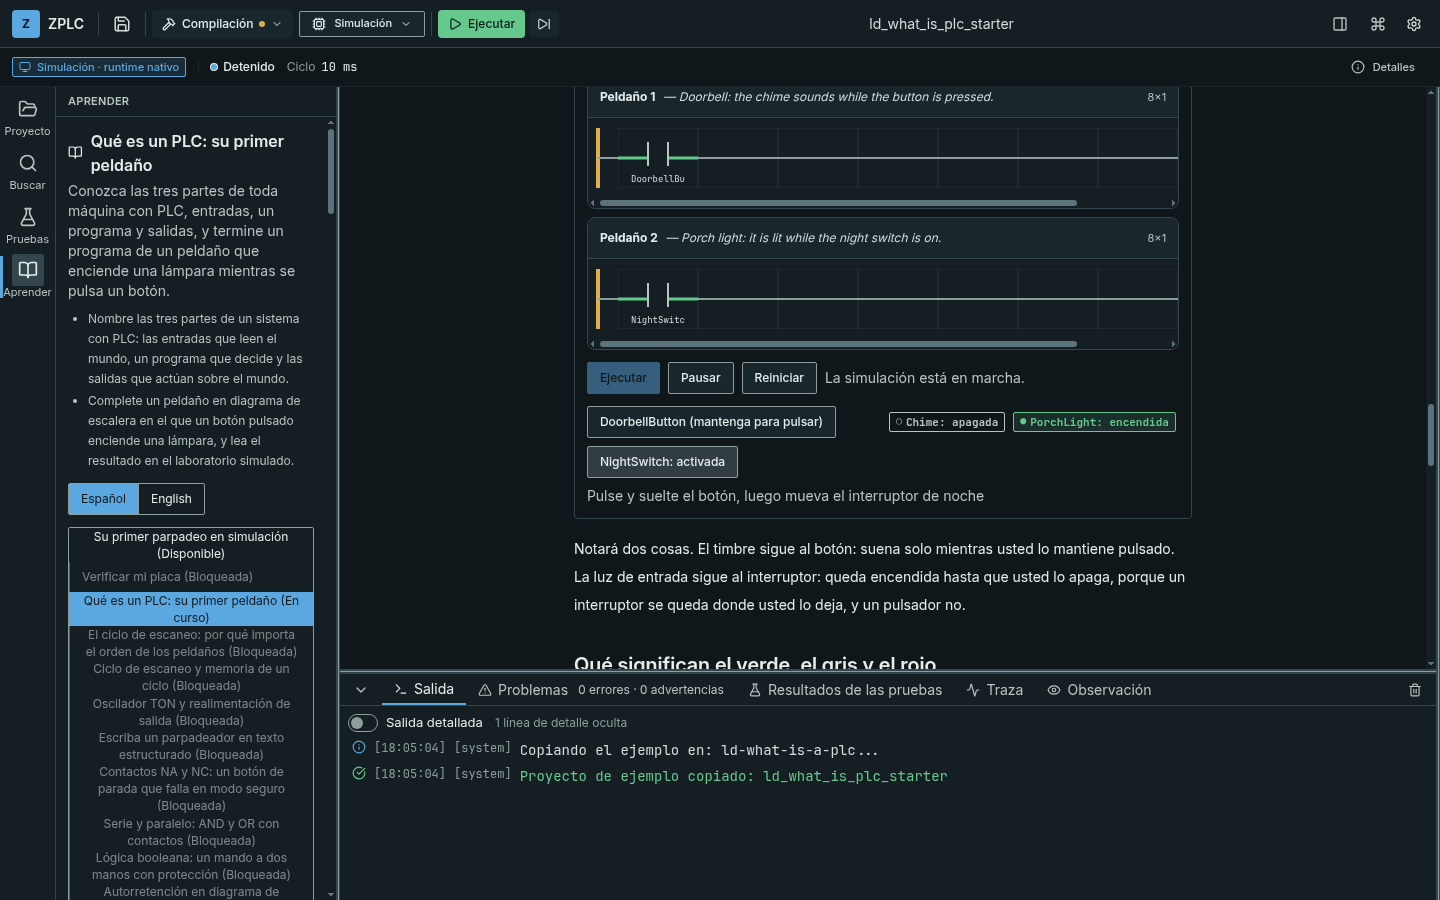 Z ZPLC Compilación Simulación Ejecutar ld_what_is_plc_starter
Simulación · runtime nativo Detenido Ciclo 10 ms Detalles
Proyecto
Buscar
Pruebas
Aprender
APRENDER
Qué es un PLC: su primer
peldaño
Conozca las tres partes de toda
máquina con PLC, entradas, un
programa y salidas, y termine un
programa de un peldaño que
enciende una lámpara mientras se
pulsa un botón.
• Nombre las tres partes de un sistema
con PLC: las entradas que leen el
mundo, un programa que decide y las
salidas que actúan sobre el mundo.
• Complete un peldaño en diagrama de
escalera en el que un botón pulsado
enciende una lámpara, y lea el
resultado en el laboratorio simulado.
Español English
Su primer parpadeo en simulación
(Disponible)
Verificar mi placa (Bloqueada)
Qué es un PLC: su primer peldaño (En
curso)
El ciclo de escaneo: por qué importa
el orden de los peldaños (Bloqueada)
Ciclo de escaneo y memoria de un
ciclo (Bloqueada)
Oscilador TON y realimentación de
salida (Bloqueada)
Escriba un parpadeador en texto
estructurado (Bloqueada)
Contactos NA y NC: un botón de
parada que falla en modo seguro
(Bloqueada)
Serie y paralelo: AND y OR con
contactos (Bloqueada)
Lógica booleana: un mando a dos
manos con protección (Bloqueada)
Autorretención en diagrama de
Peldaño 1 — Doorbell: the chime sounds while the button is pressed. 8×1
DoorbellBu
Peldaño 2 — Porch light: it is lit while the night switch is on. 8×1
NightSwitc
Ejecutar Pausar Reiniciar La simulación está en marcha.
DoorbellButton (mantenga para pulsar) Chime: apagada PorchLight: encendida
NightSwitch: activada
Pulse y suelte el botón, luego mueva el interruptor de noche
Notará dos cosas. El timbre sigue al botón: suena solo mientras usted lo mantiene pulsado.
La luz de entrada sigue al interruptor: queda encendida hasta que usted lo apaga, porque un
interruptor se queda donde usted lo deja, y un pulsador no.
Qué significan el verde, el gris y el rojo
Salida Problemas 0 errores · 0 advertencias Resultados de las pruebas Traza Observación
Salida detallada 1 línea de detalle oculta
[18:05:04] [system] Copiando el ejemplo en: ld-what-is-a-plc...
[18:05:04] [system] Proyecto de ejemplo copiado: ld_what_is_plc_starter